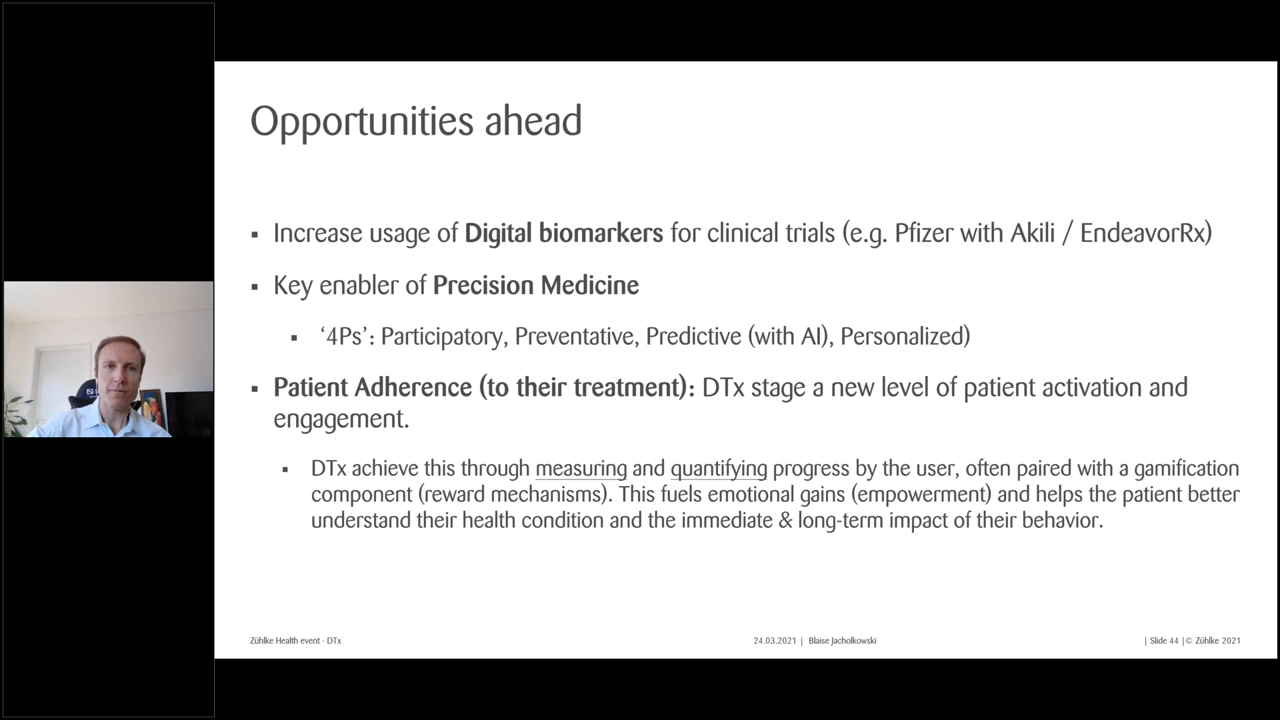 Opportunities ahead
▪ Increase usage of Digital biomarkers for clinical trials (e.g. Pfizer with Akili / EndeavorRx)
▪ Key enabler of Precision Medicine
▪ ‘4Ps’: Participatory, Preventative, Predictive (with AI), Personalized)
▪ Patient Adherence (to their treatment): DTx stage a new level of patient activation and
engagement.
▪ DTx achieve this through measuring and quantifying progress by the user, often paired with a gamification
component (reward mechanisms). This fuels emotional gains (empowerment) and helps the patient better
understand their health condition and the immediate & long-term impact of their behavior.
Zühlke Health event - DTx
24.03.2021 | Blaise Jacholkowski
| Slide 44 | © Zühlke 2021